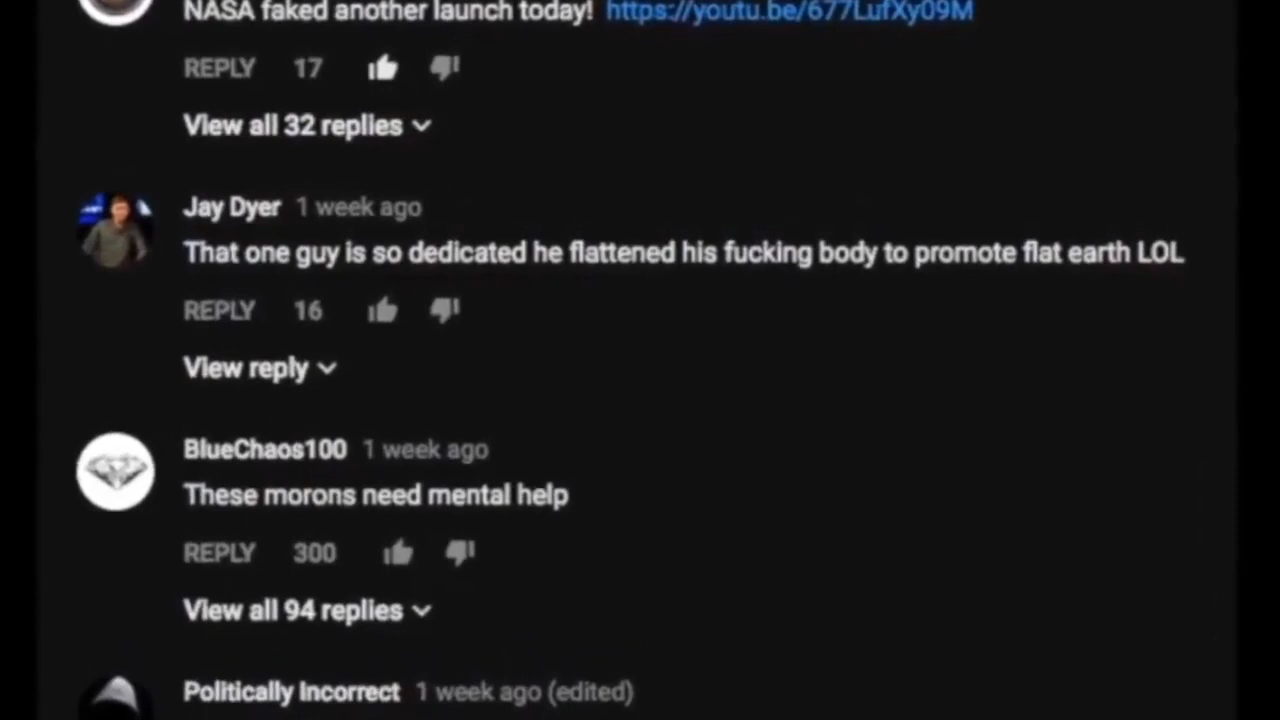 NASA faked another launch today! https://youtu.be/677LufXy09M
REPLY 17
View all 32 replies
Jay Dyer 1 week ago
That one guy is so dedicated he flattened his fucking body to promote flat earth LOL
REPLY 16
View reply
BlueChaos100 1 week ago
These morons need mental help
REPLY 300
View all 94 replies
Politically Incorrect 1 week ago (edited)